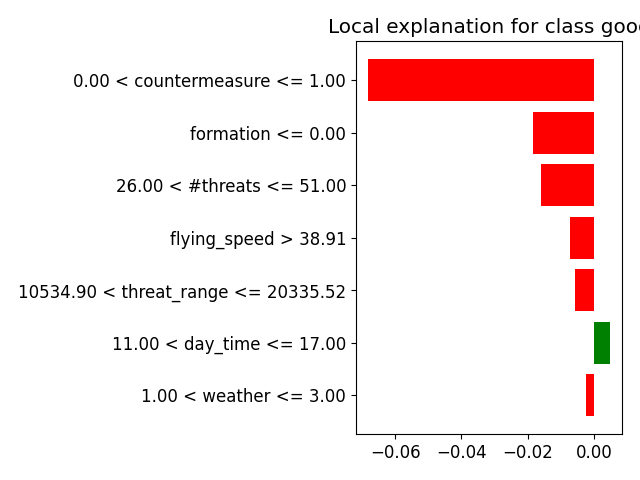 Local explanation for class goo
0.00 < countermeasure <= 1.00
formation <= 0.00
26.00 < #threats <= 51.00
flying_speed > 38.91
10534.90 < threat_range <= 20335.52
11.00 < day_time <= 17.00
1.00 < weather <= 3.00
−0.06 −0.04 −0.02 0.00